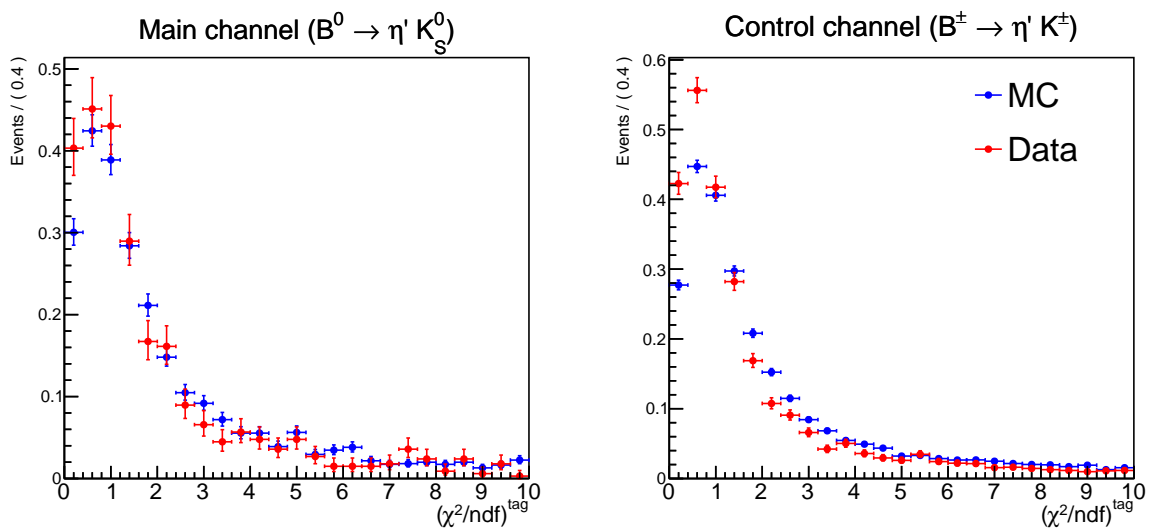 Main channel (B⁰ → η' K⁰_S)
Events / ( 0.4 )
0.5
0.4
0.3
0.2
0.1
0
0 1 2 3 4 5 6 7 8 9 10
(χ²/ndf)^tag
Control channel (B^± → η' K^±)
Events / ( 0.4 )
0.6
0.5
0.4
0.3
0.2
0.1
0
MC
Data
0 1 2 3 4 5 6 7 8 9 10
(χ²/ndf)^tag